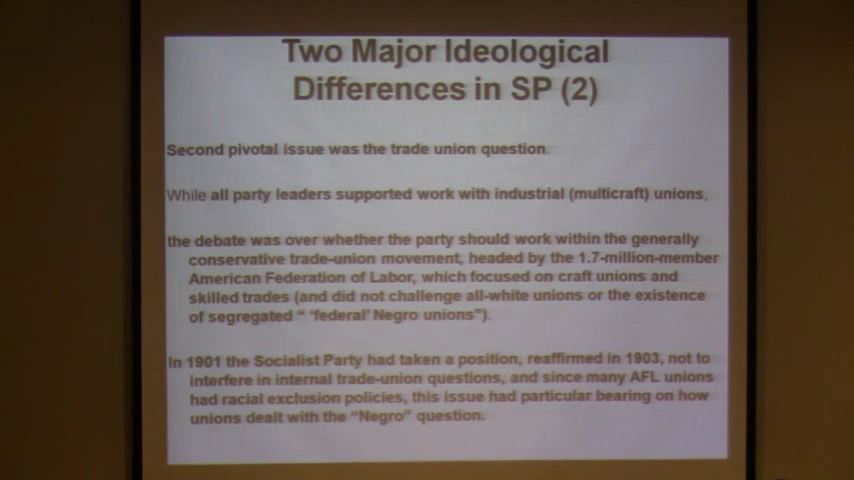 Two Major Ideological
Differences in SP (2)
Second pivotal issue was the trade union question.
While all party leaders supported work with industrial (multicraft) unions,
the debate was over whether the party should work within the generally
conservative trade-union movement, headed by the 1.7-million-member
American Federation of Labor, which focused on craft unions and
skilled trades (and did not challenge all-white unions or the existence
of segregated “ ‘federal’ Negro unions”).
In 1901 the Socialist Party had taken a position, reaffirmed in 1903, not to
interfere in internal trade-union questions, and since many AFL unions
had racial exclusion policies, this issue had particular bearing on how
unions dealt with the “Negro” question.